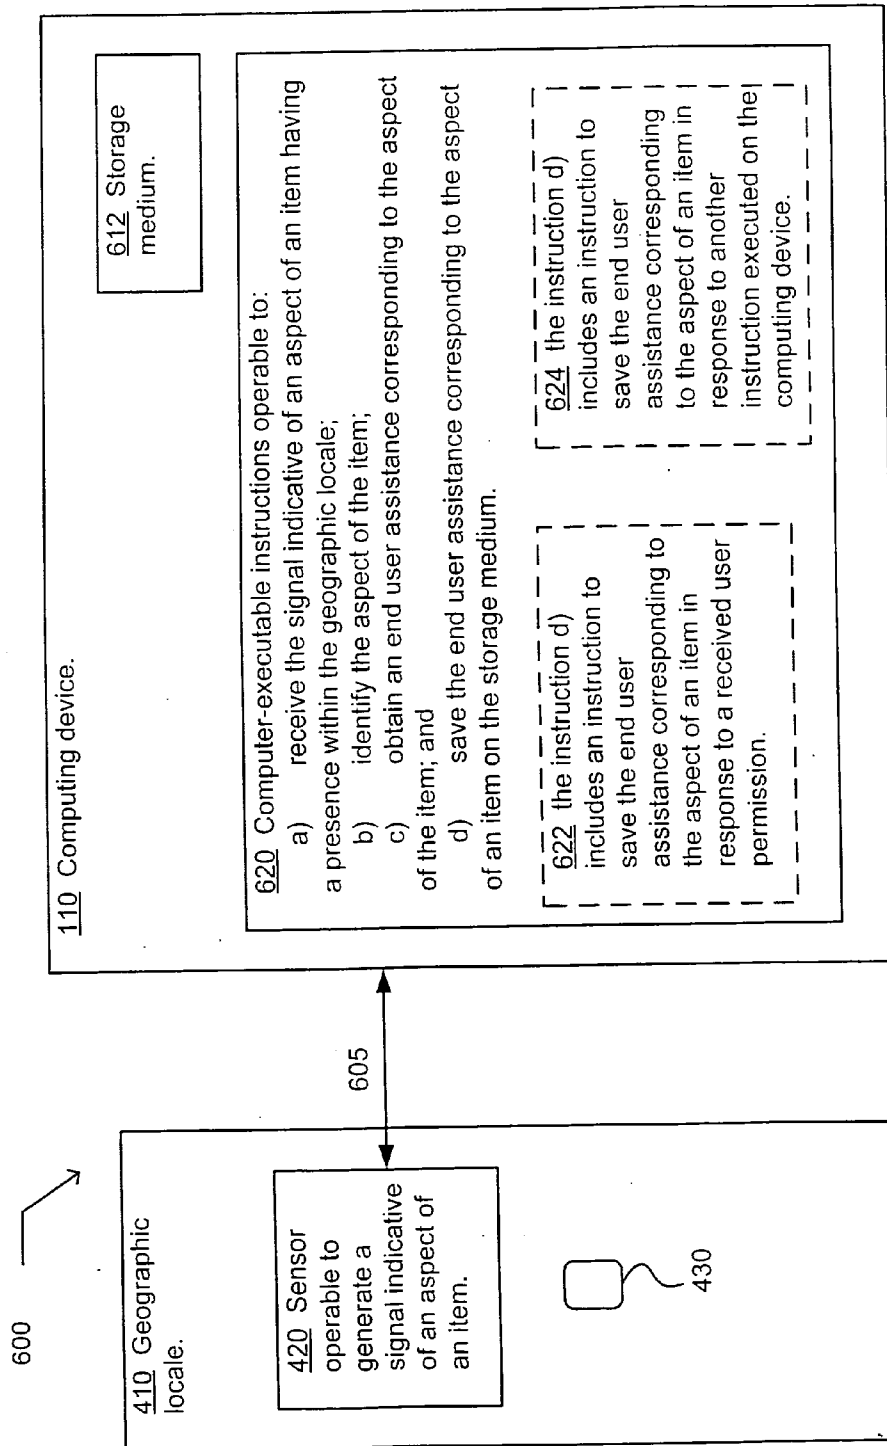 600
410 Geographic
locale.
420 Sensor
operable to
generate a
signal indicative
of an aspect of
an item.
430
605
110 Computing device.
612 Storage
medium.
620 Computer-executable instructions operable to:
a) receive the signal indicative of an aspect of an item having
a presence within the geographic locale;
b) identify the aspect of the item;
c) obtain an end user assistance corresponding to the aspect
of the item; and
d) save the end user assistance corresponding to the aspect
of an item on the storage medium.
622 the instruction d)
includes an instruction to
save the end user
assistance corresponding to
the aspect of an item in
response to a received user
permission.
624 the instruction d)
includes an instruction to
save the end user
assistance corresponding
to the aspect of an item in
response to another
instruction executed on the
computing device.